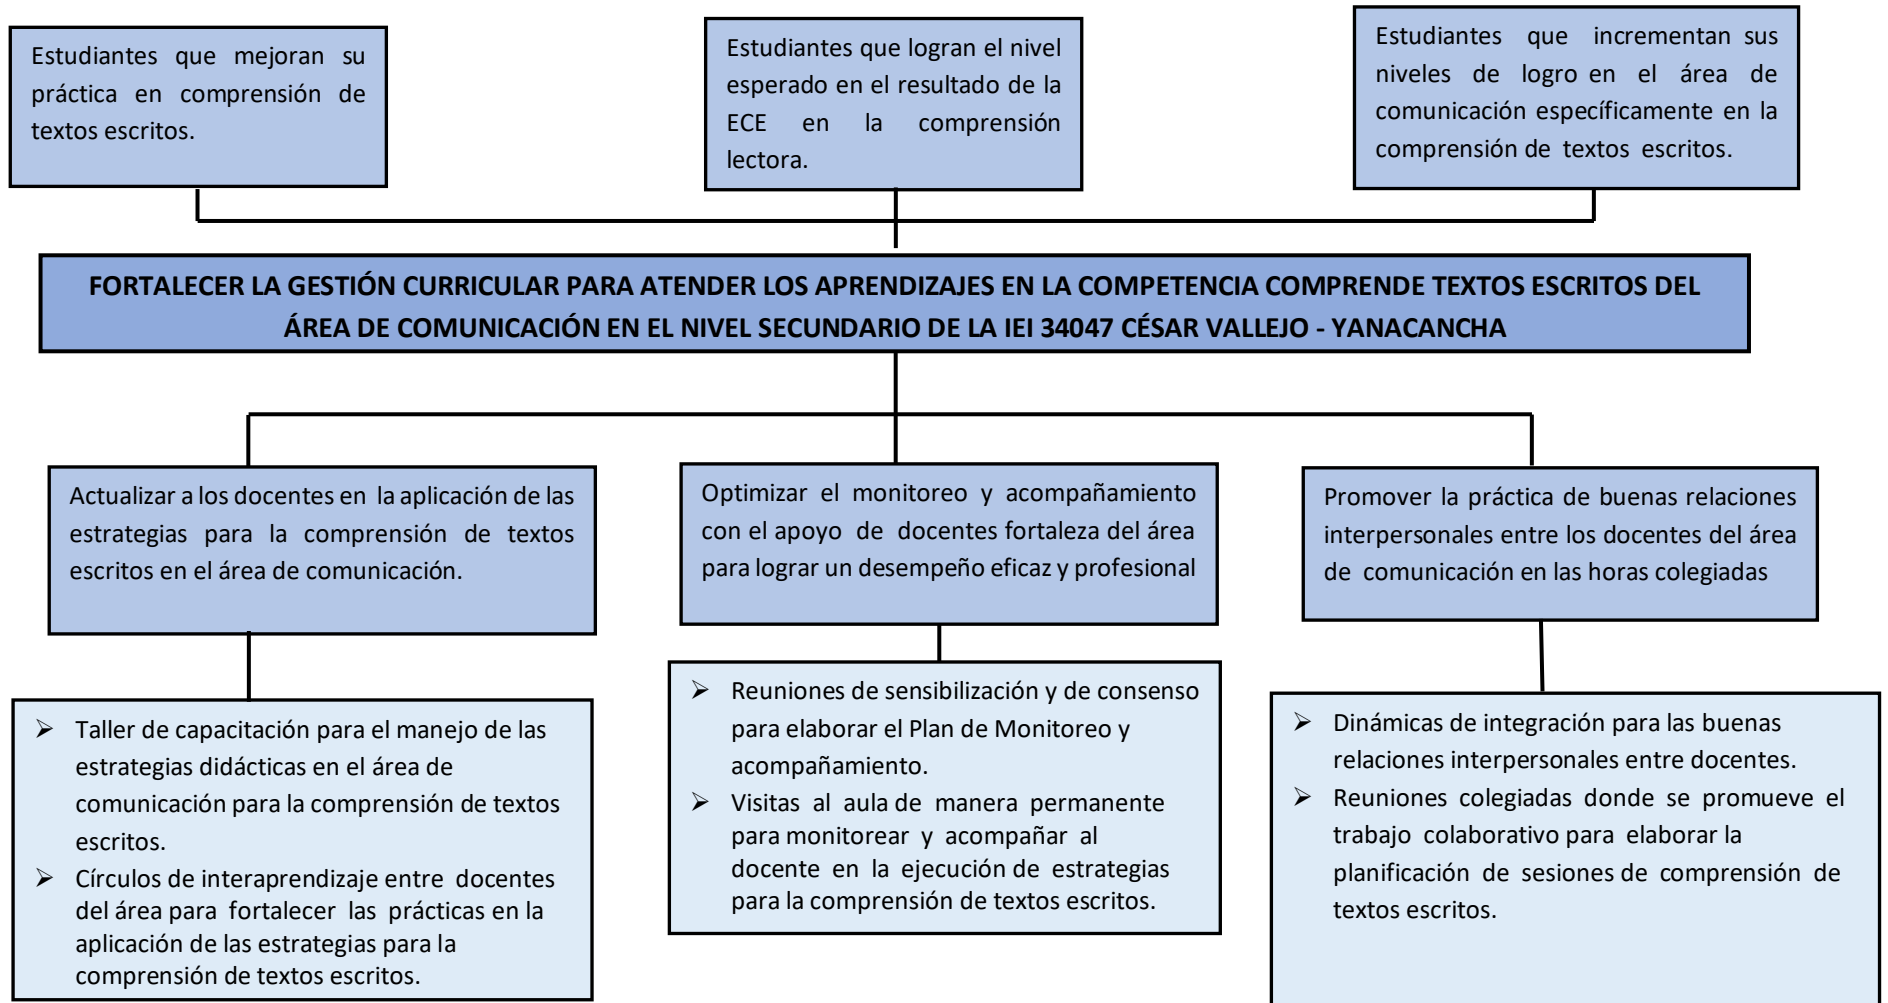 Estudiantes que mejoran su
práctica en comprensión de
textos escritos.
Estudiantes que logran el nivel
esperado en el resultado de la
ECE en la comprensión
lectora.
Estudiantes que incrementan sus
niveles de logro en el área de
comunicación específicamente en la
comprensión de textos escritos.
FORTALECER LA GESTIÓN CURRICULAR PARA ATENDER LOS APRENDIZAJES EN LA COMPETENCIA COMPRENDE TEXTOS ESCRITOS DEL
ÁREA DE COMUNICACIÓN EN EL NIVEL SECUNDARIO DE LA IEI 34047 CÉSAR VALLEJO - YANACANCHA
Actualizar a los docentes en la aplicación de las
estrategias para la comprensión de textos
escritos en el área de comunicación.
Optimizar el monitoreo y acompañamiento
con el apoyo de docentes fortaleza del área
para lograr un desempeño eficaz y profesional
Promover la práctica de buenas relaciones
interpersonales entre los docentes del área
de comunicación en las horas colegiadas
➢ Taller de capacitación para el manejo de las
estrategias didácticas en el área de
comunicación para la comprensión de textos
escritos.
➢ Círculos de interaprendizaje entre docentes
del área para fortalecer las prácticas en la
aplicación de las estrategias para la
comprensión de textos escritos.
➢ Reuniones de sensibilización y de consenso
para elaborar el Plan de Monitoreo y
acompañamiento.
➢ Visitas al aula de manera permanente
para monitorear y acompañar al
docente en la ejecución de estrategias
para la comprensión de textos escritos.
➢ Dinámicas de integración para las buenas
relaciones interpersonales entre docentes.
➢ Reuniones colegiadas donde se promueve el
trabajo colaborativo para elaborar la
planificación de sesiones de comprensión de
textos escritos.